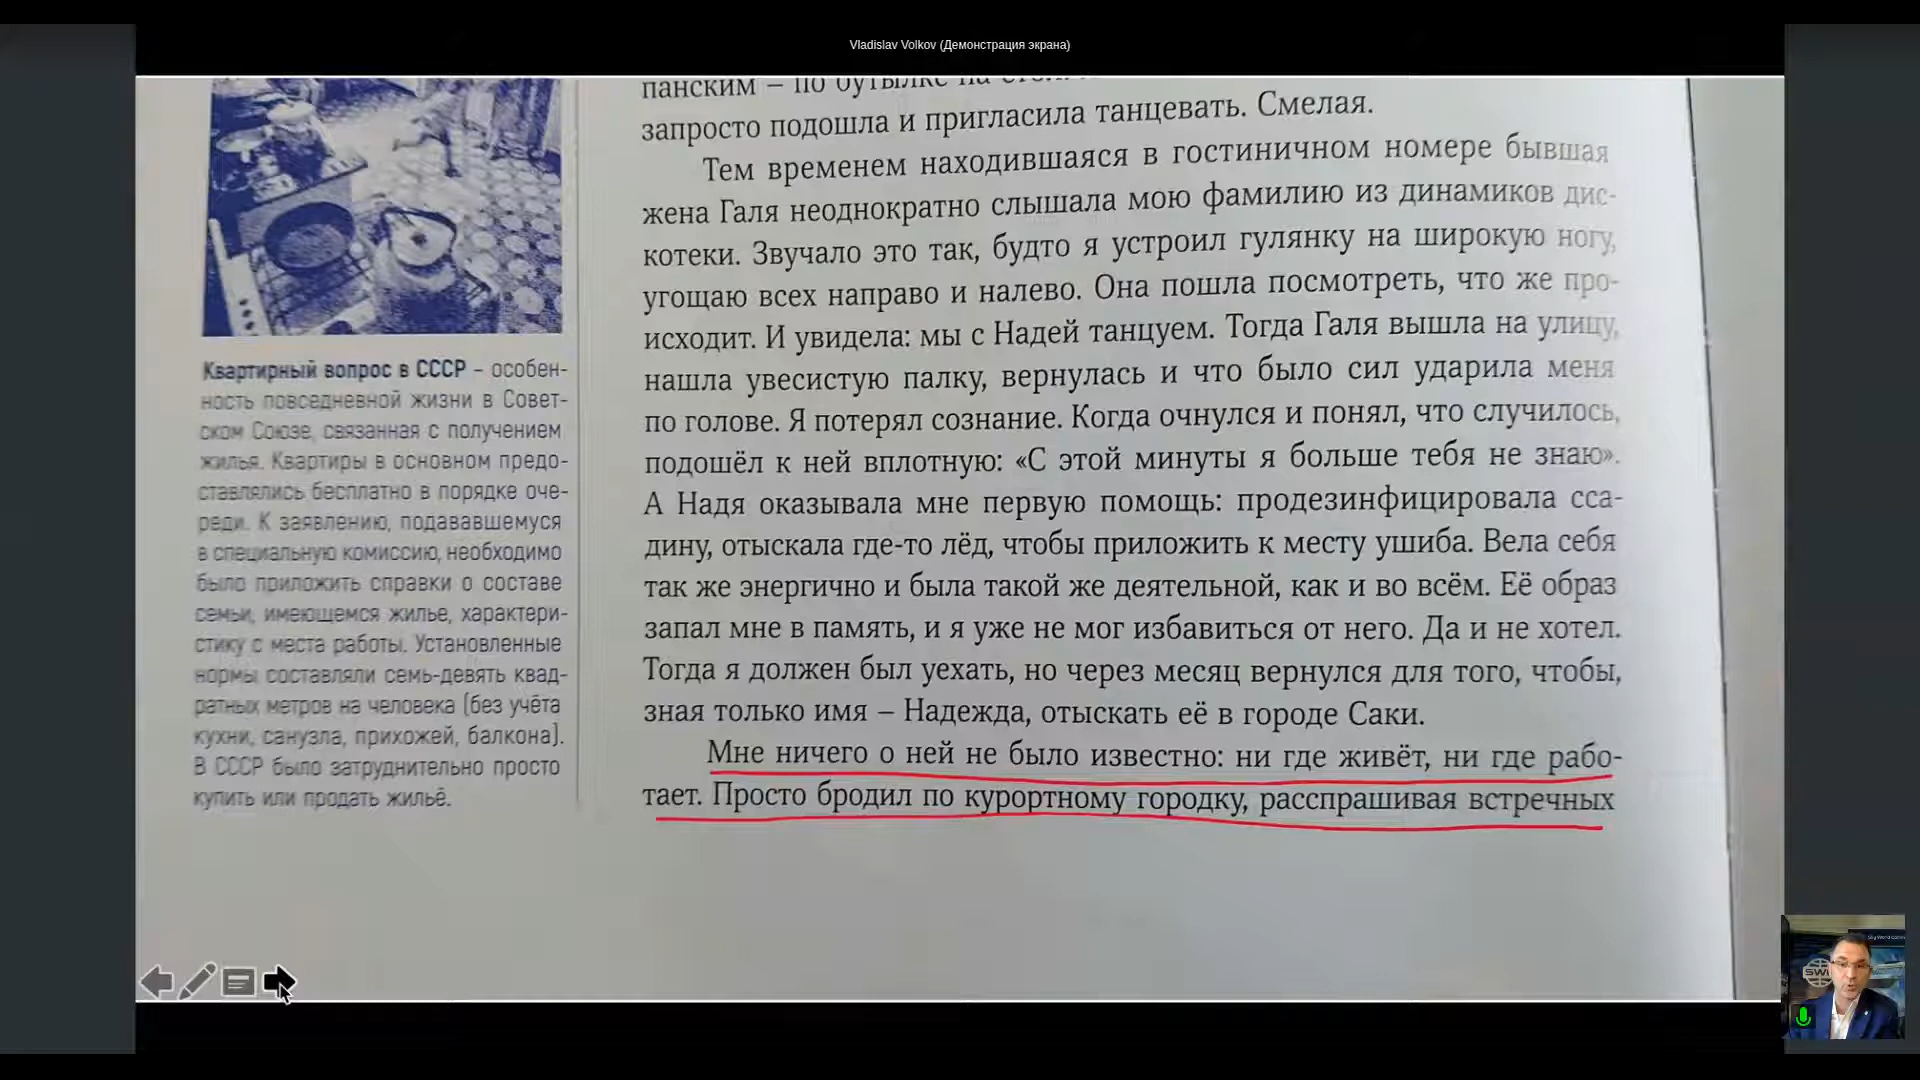 Vladislav Volkov (Демонстрация экрана)
панским – по бутылке на
запросто подошла и пригласила танцевать. Смелая.
Тем временем находившаяся в гостиничном номере бывшая
жена Галя неоднократно слышала мою фамилию из динамиков дис-
котеки. Звучало это так, будто я устроил гулянку на широкую ногу,
угощаю всех направо и налево. Она пошла посмотреть, что же про-
исходит. И увидела: мы с Надей танцуем. Тогда Галя вышла на улицу,
нашла увесистую палку, вернулась и что было сил ударила меня
по голове. Я потерял сознание. Когда очнулся и понял, что случилось,
подошёл к ней вплотную: «С этой минуты я больше тебя не знаю».
А Надя оказывала мне первую помощь: продезинфицировала сса-
дину, отыскала где-то лёд, чтобы приложить к месту ушиба. Вела себя
так же энергично и была такой же деятельной, как и во всём. Её образ
запал мне в память, и я уже не мог избавиться от него. Да и не хотел.
Тогда я должен был уехать, но через месяц вернулся для того, чтобы,
зная только имя – Надежда, отыскать её в городе Саки.
Мне ничего о ней не было известно: ни где живёт, ни где рабо-
тает. Просто бродил по курортному городку, расспрашивая встречных
Квартирный вопрос в СССР – особен-
ность повседневной жизни в Совет-
ском Союзе, связанная с получением
жилья. Квартиры в основном предо-
ставлялись бесплатно в порядке оче-
реди. К заявлению, подававшемуся
в специальную комиссию, необходимо
было приложить справки о составе
семьи, имеющемся жилье, характери-
стику с места работы. Установленные
нормы составляли семь-девять квад-
ратных метров на человека (без учёта
кухни, санузла, прихожей, балкона).
В СССР было затруднительно просто
купить или продать жильё.